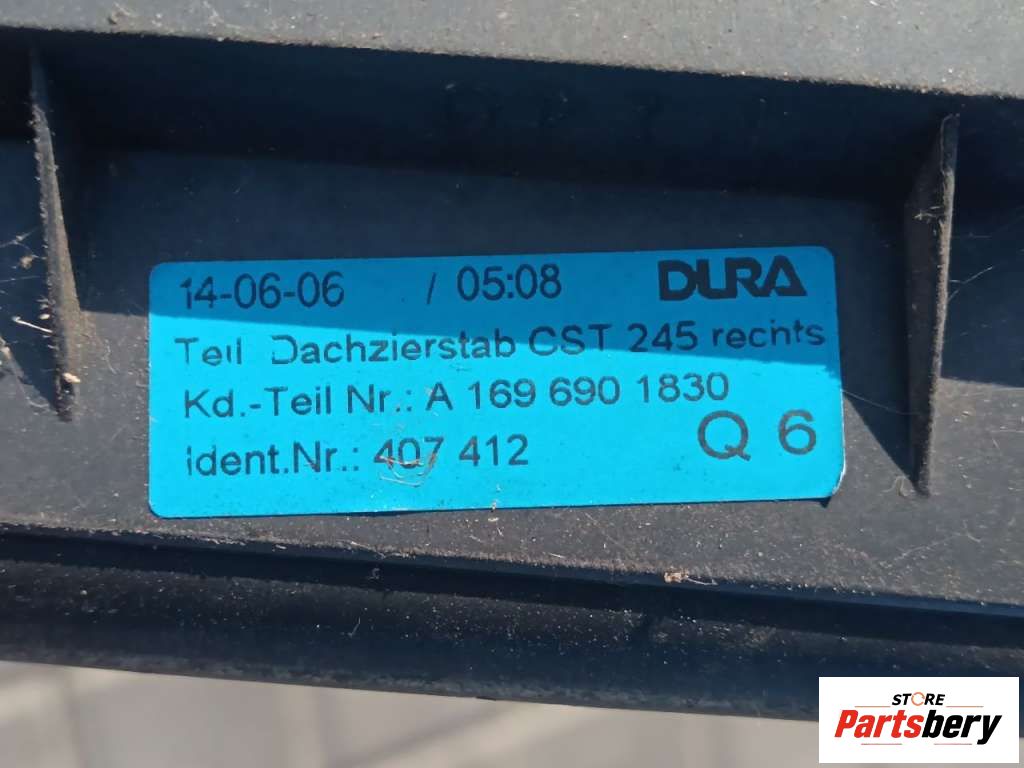 14-06-06 / 05:08 DURA
Teil Dachzierstab CST 245 rechts
Kd.-Teil Nr.: A 169 690 1830
Ident.Nr.: 407 412 Q 6
STORE
Partsbery